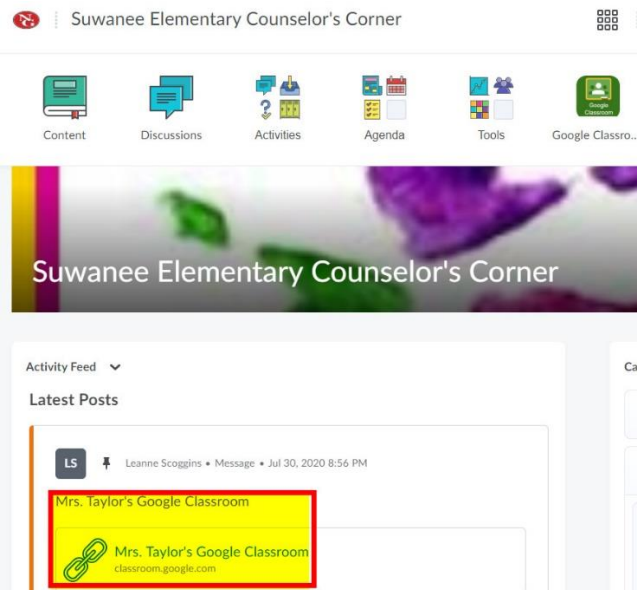 Suwanee Elementary Counselor's Corner
Content Discussions Activities Agenda Tools Google Classro...
Google Classroom
Suwanee Elementary Counselor's Corner
Activity Feed
Latest Posts
LS Leanne Scoggins • Message • Jul 30, 2020 8:56 PM
Mrs. Taylor's Google Classroom
Mrs. Taylor's Google Classroom
classroom.google.com
Ca